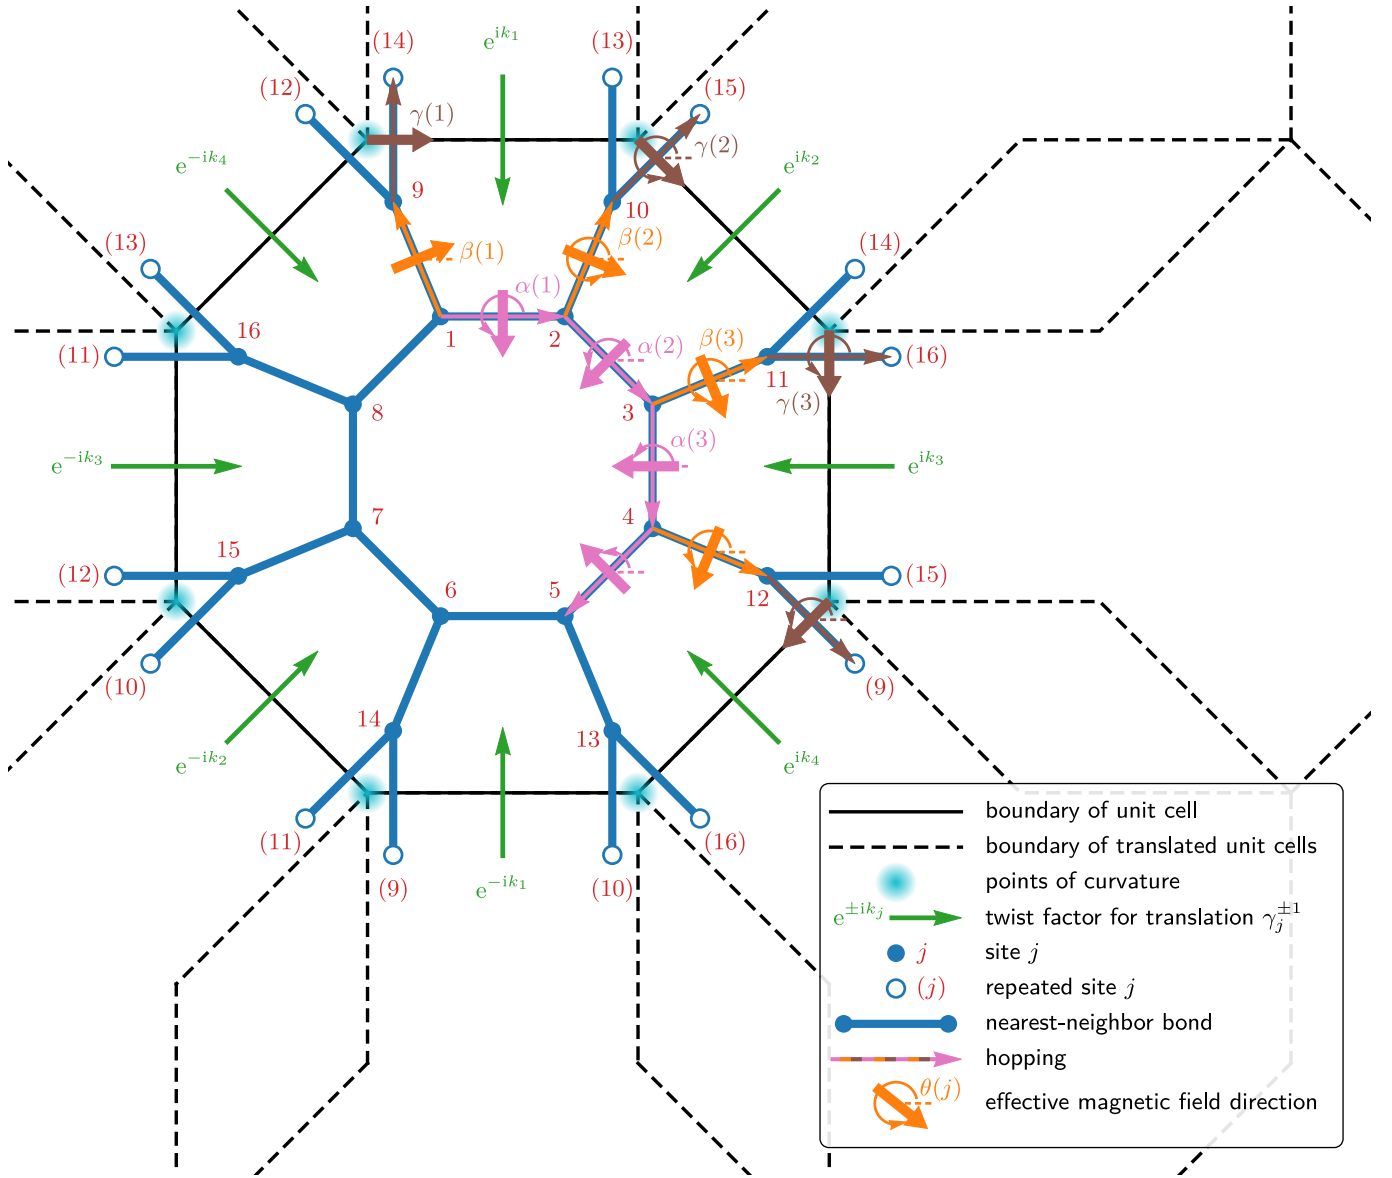 (14)
e^{ik_1}
(13)
(12)
(15)
γ(1)
γ(2)
e^{-ik_4}
e^{ik_2}
9
10
(13)
β(1)
β(2)
(14)
α(1)
16
1
2
α(2)
β(3)
(11)
(16)
11
8
3
γ(3)
α(3)
e^{-ik_3}
e^{ik_3}
7
4
15
(12)
(15)
6
5
12
(10)
(9)
14
13
e^{-ik_2}
e^{ik_4}
(11)
(16)
(9)
e^{-ik_1}
(10)
boundary of unit cell
boundary of translated unit cells
points of curvature
e^{±ik_j} twist factor for translation γ_j^{±1}
j site j
(j) repeated site j
nearest-neighbor bond
hopping
θ(j) effective magnetic field direction